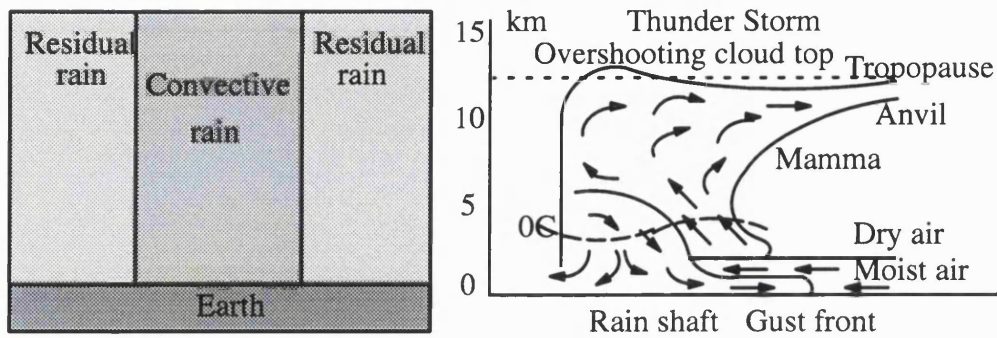 Residual
rain
Convective
rain
Residual
rain
Earth
15
km
Thunder Storm
Overshooting cloud top
Tropopause
10
Anvil
Mamma
5
0C
Dry air
Moist air
0
Rain shaft
Gust front